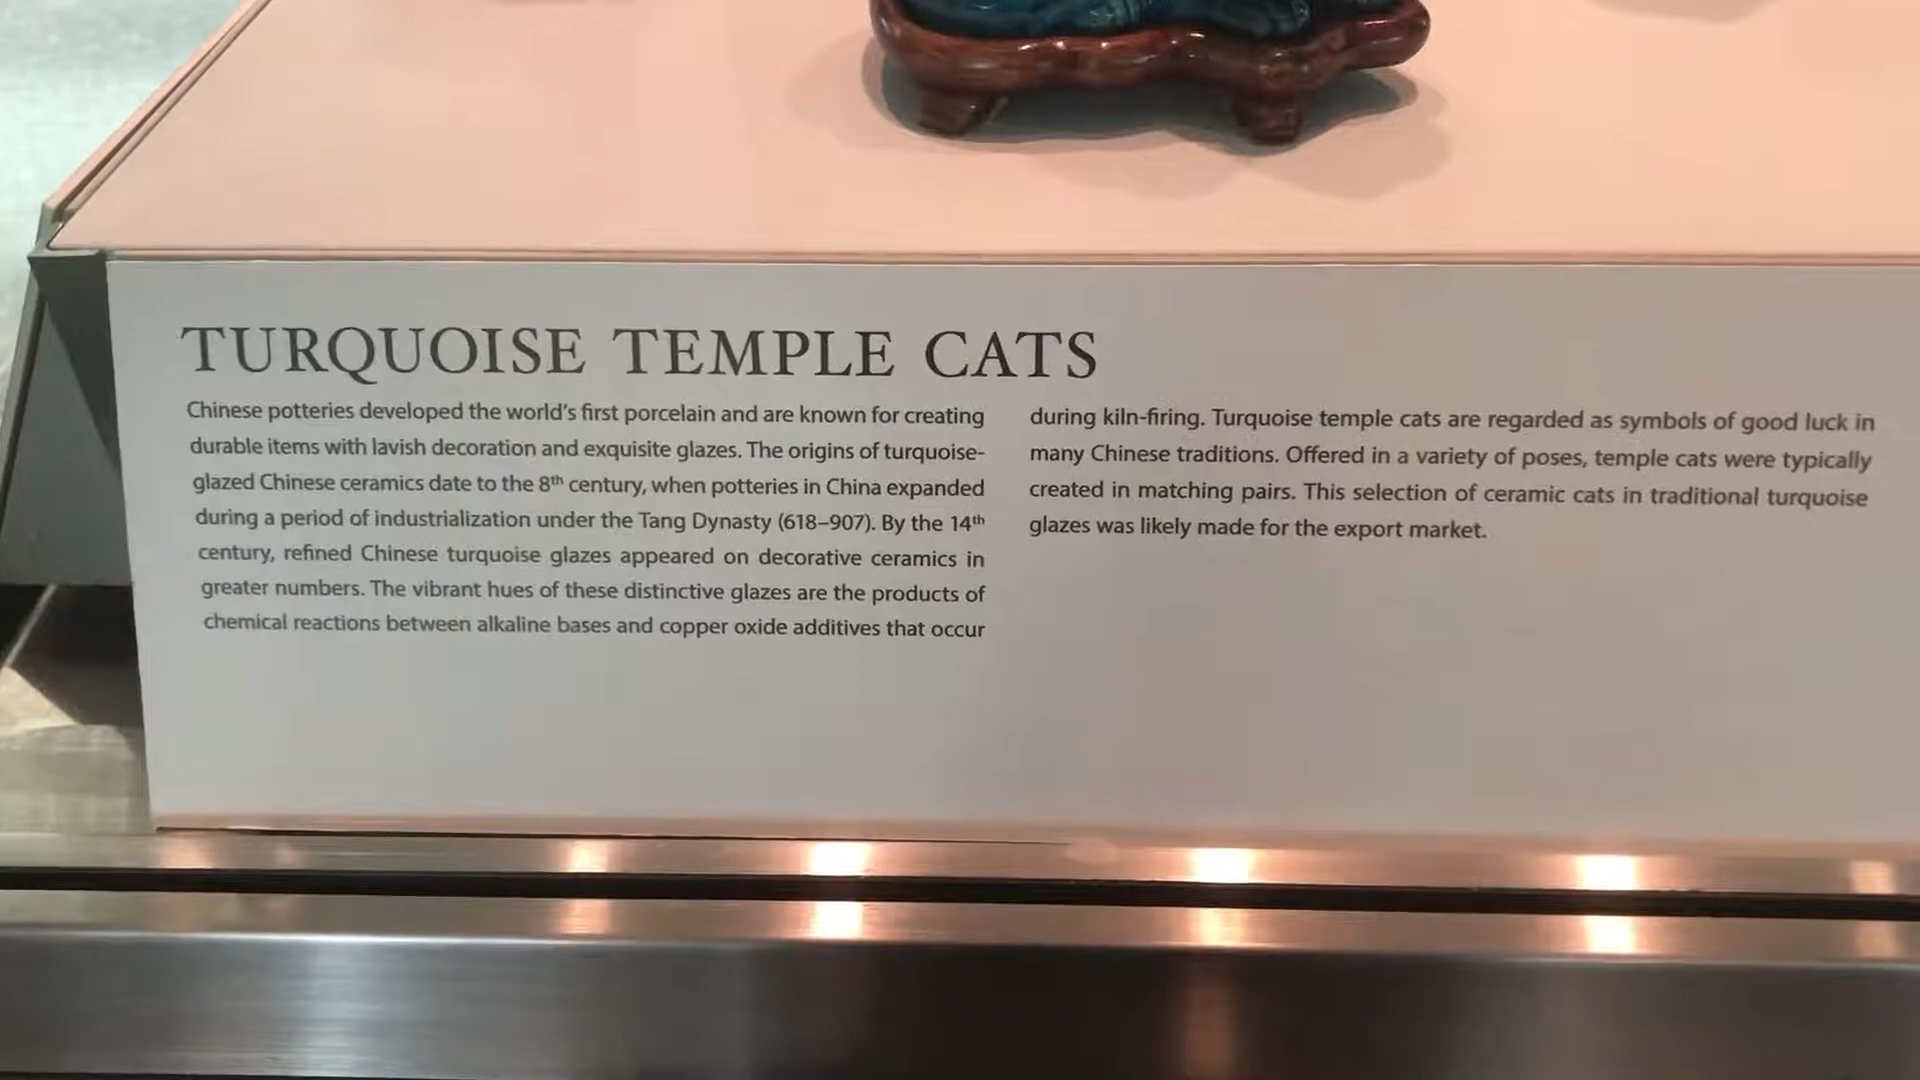 TURQUOISE TEMPLE CATS
Chinese potteries developed the world's first porcelain and are known for creating
durable items with lavish decoration and exquisite glazes. The origins of turquoise-
glazed Chinese ceramics date to the 8th century, when potteries in China expanded
during a period of industrialization under the Tang Dynasty (618–907). By the 14th
century, refined Chinese turquoise glazes appeared on decorative ceramics in
greater numbers. The vibrant hues of these distinctive glazes are the products of
chemical reactions between alkaline bases and copper oxide additives that occur
during kiln-firing. Turquoise temple cats are regarded as symbols of good luck in
many Chinese traditions. Offered in a variety of poses, temple cats were typically
created in matching pairs. This selection of ceramic cats in traditional turquoise
glazes was likely made for the export market.